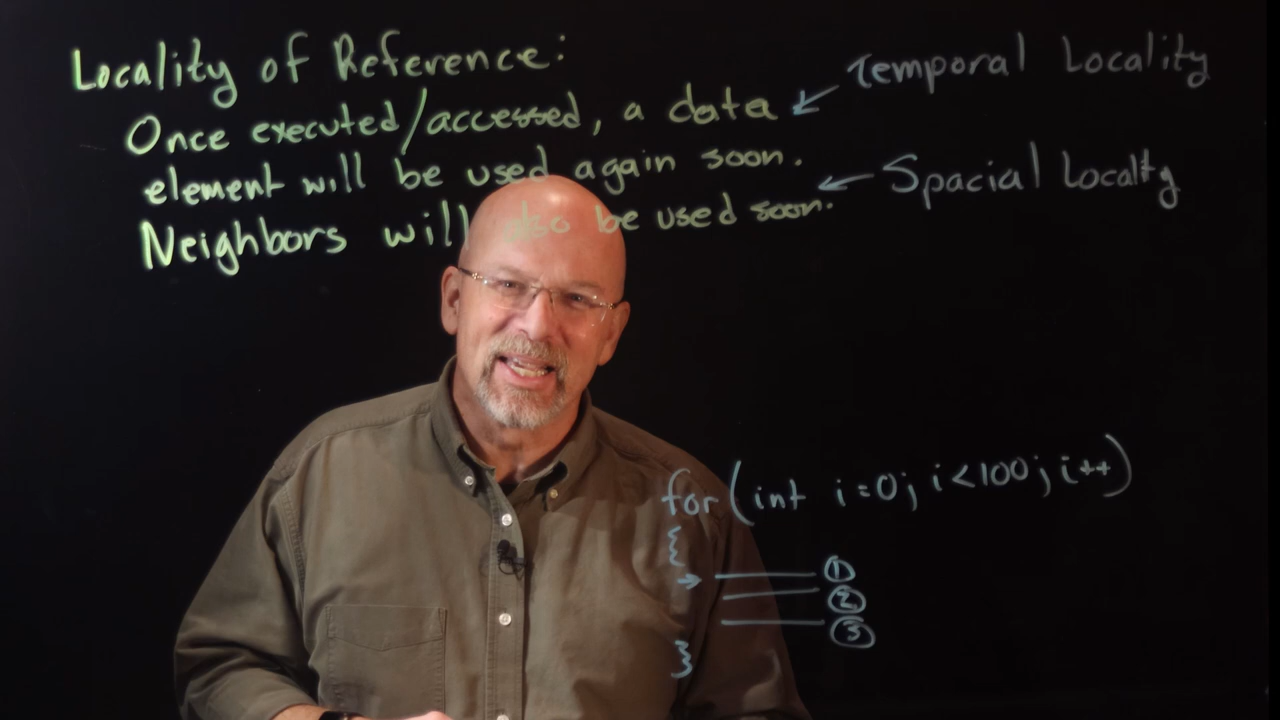 Locality of Reference:
Once executed/accessed, a data
element will be used again soon.
Neighbors will also be used soon.
Temporal Locality
Spacial Locality
for (int i=0; i<100; i++)
{
1
2
3
}